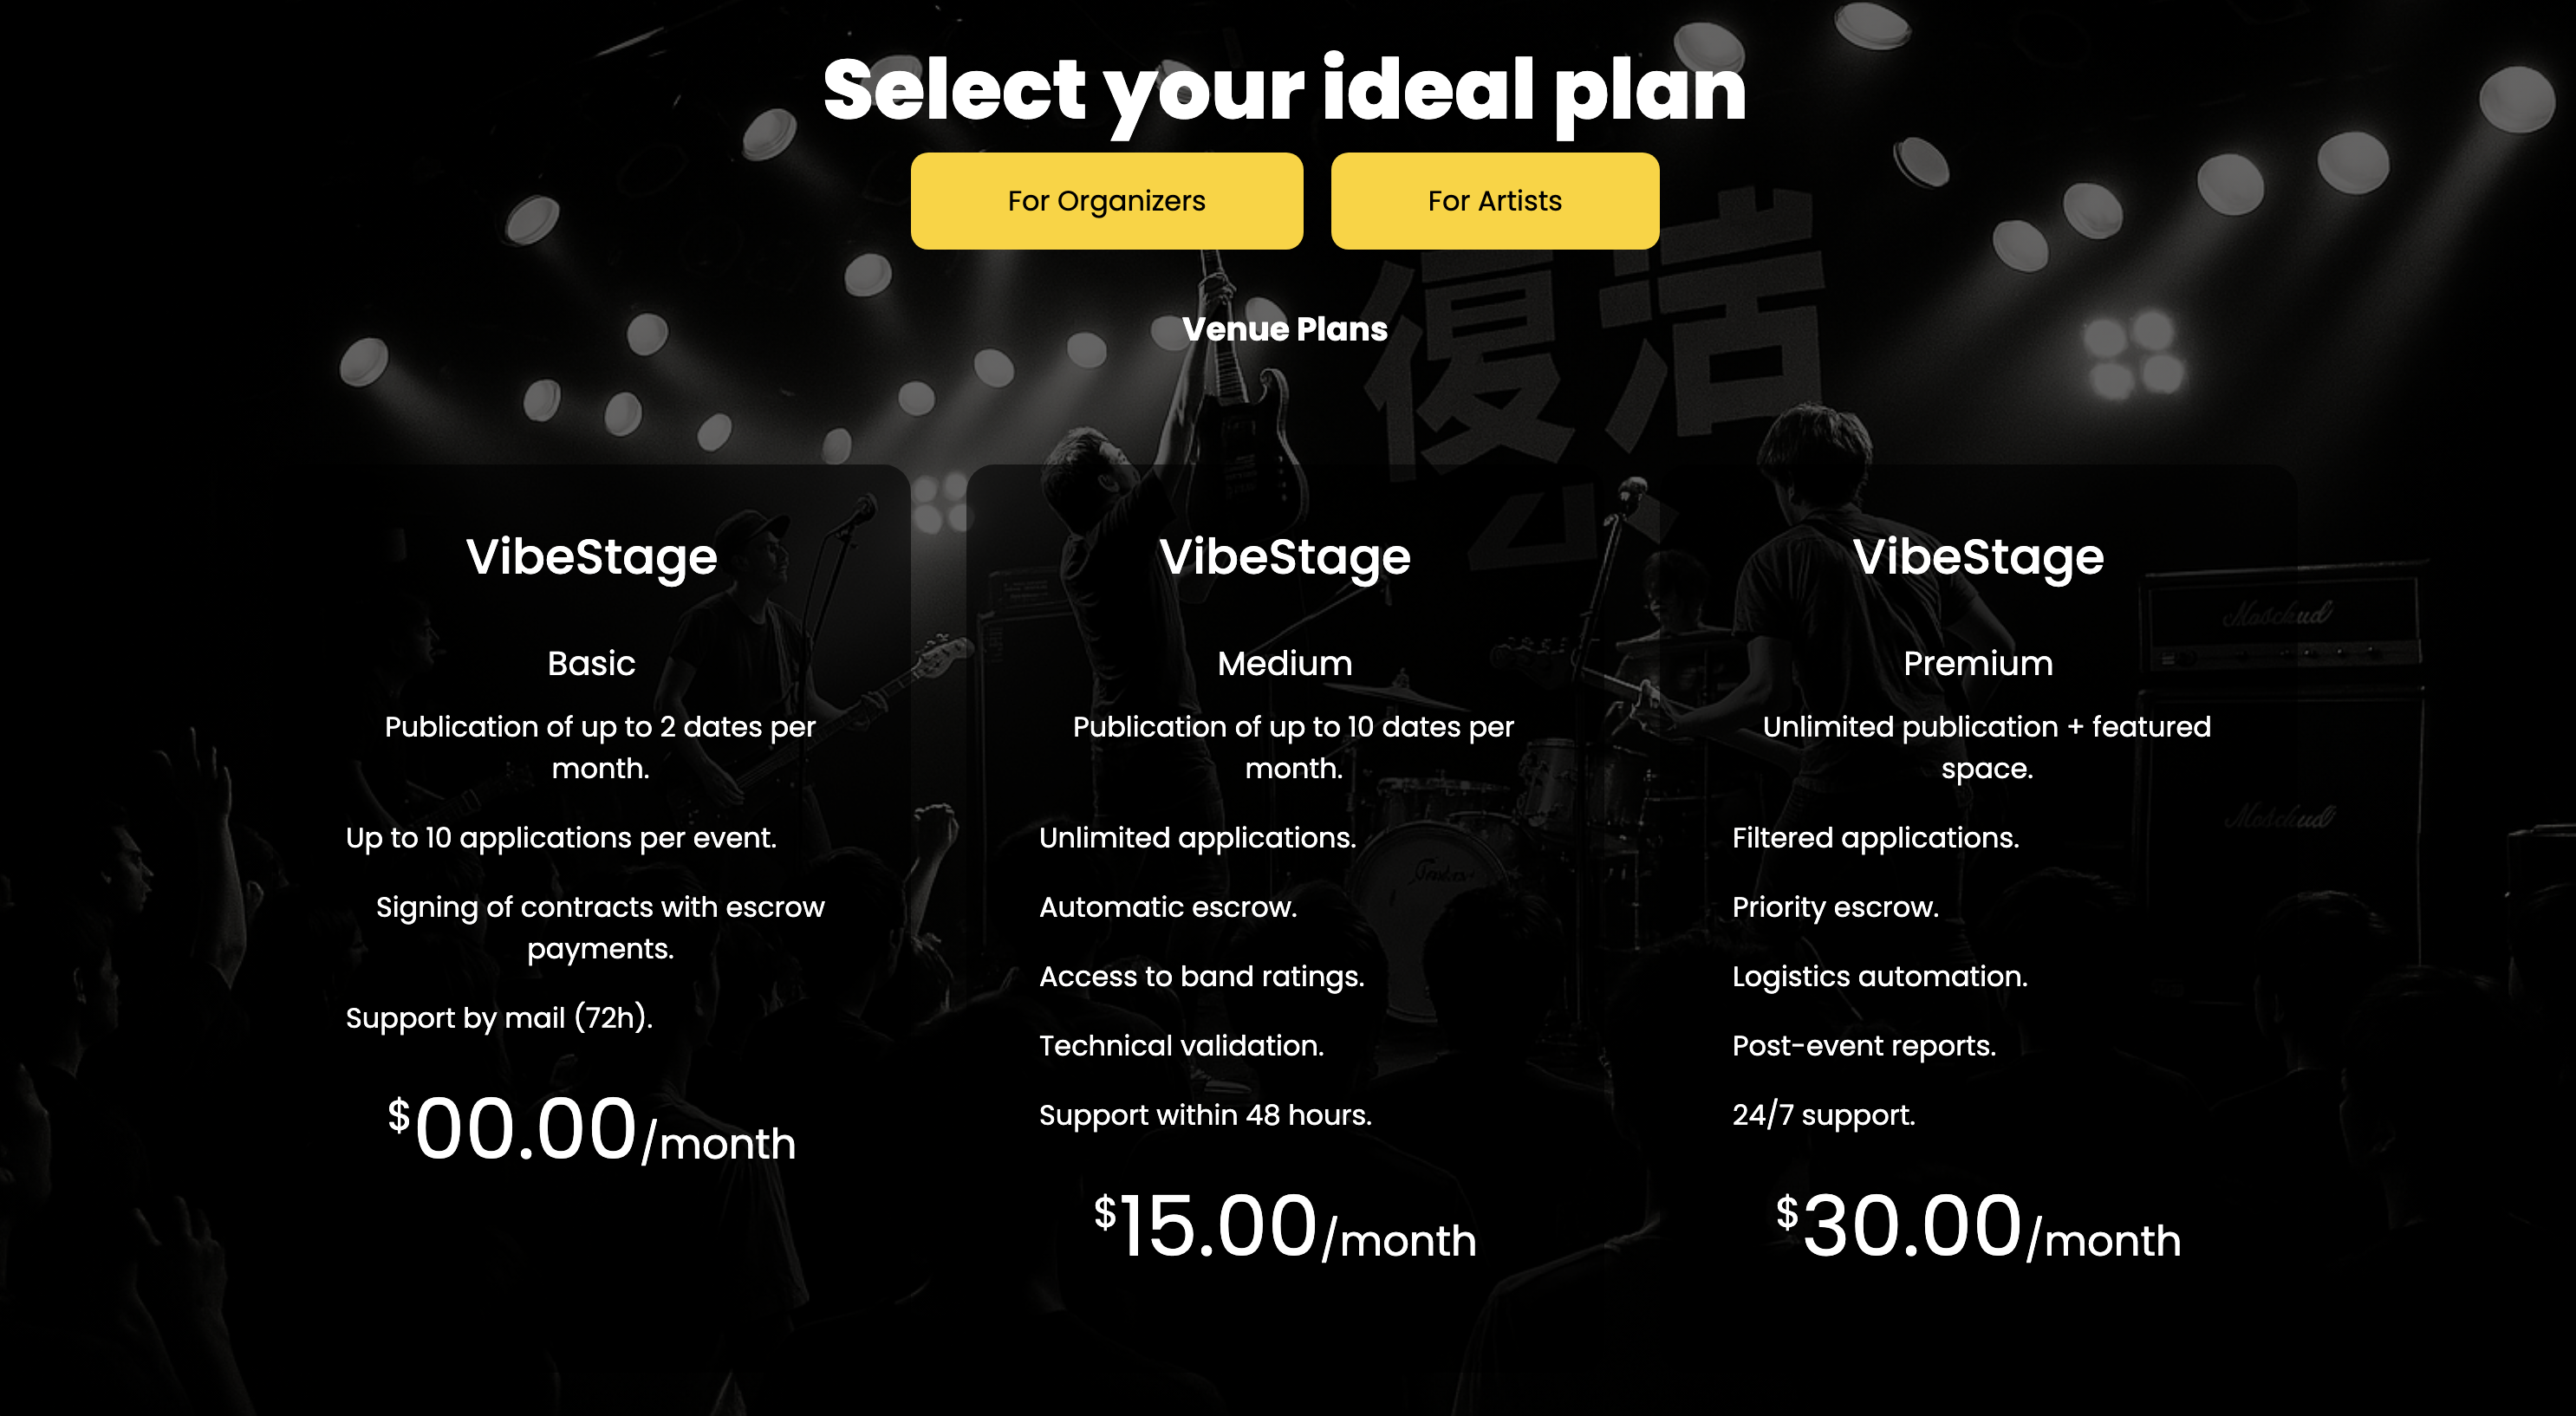 Select your ideal plan
For Organizers
For Artists
復活
Venue Plans
VibeStage
Basic
Publication of up to 2 dates per
month.
Up to 10 applications per event.
Signing of contracts with escrow
payments.
Support by mail (72h).
$00.00/month
VibeStage
Medium
Publication of up to 10 dates per
month.
Unlimited applications.
Automatic escrow.
Access to band ratings.
Technical validation.
Support within 48 hours.
$15.00/month
VibeStage
Premium
Unlimited publication + featured
space.
Filtered applications.
Priority escrow.
Logistics automation.
Post-event reports.
24/7 support.
$30.00/month